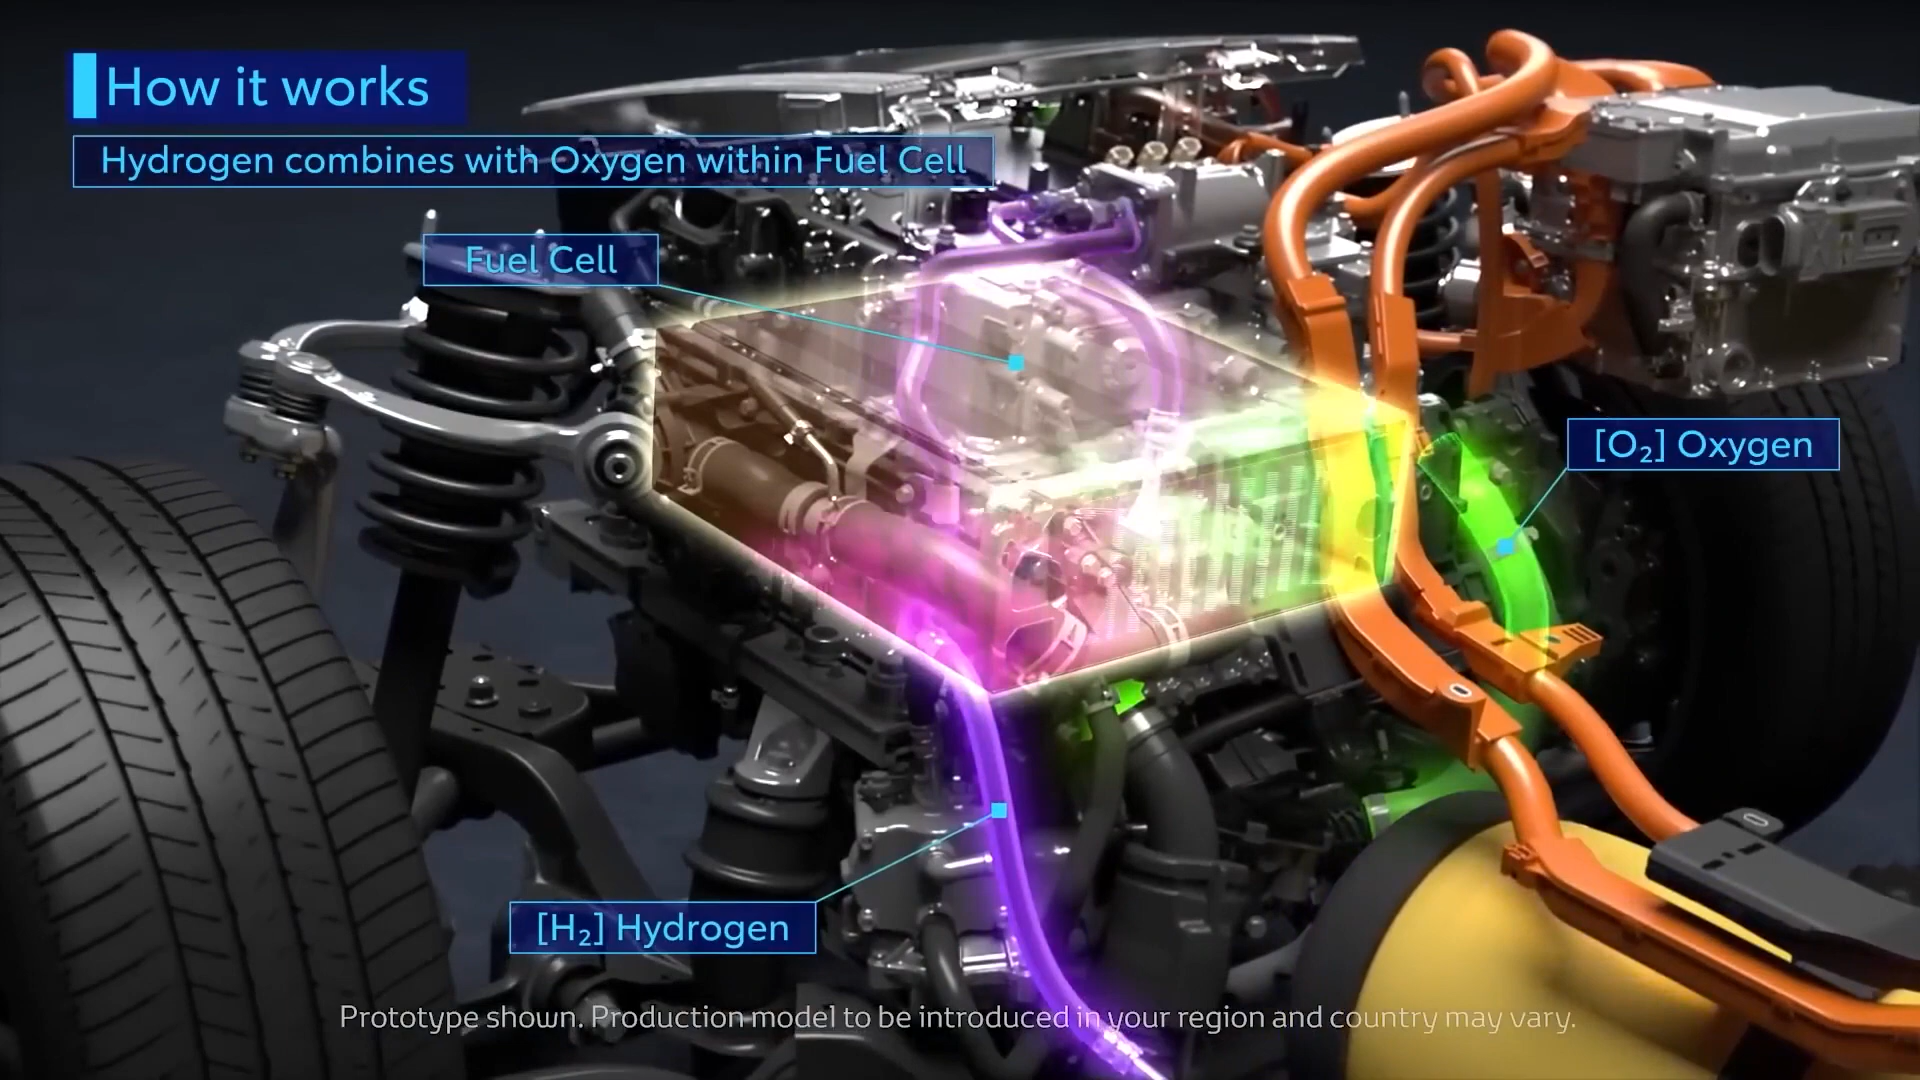 How it works
Hydrogen combines with Oxygen within Fuel Cell
Fuel Cell
[O₂] Oxygen
[H₂] Hydrogen
Prototype shown. Production model to be introduced in your region and country may vary.